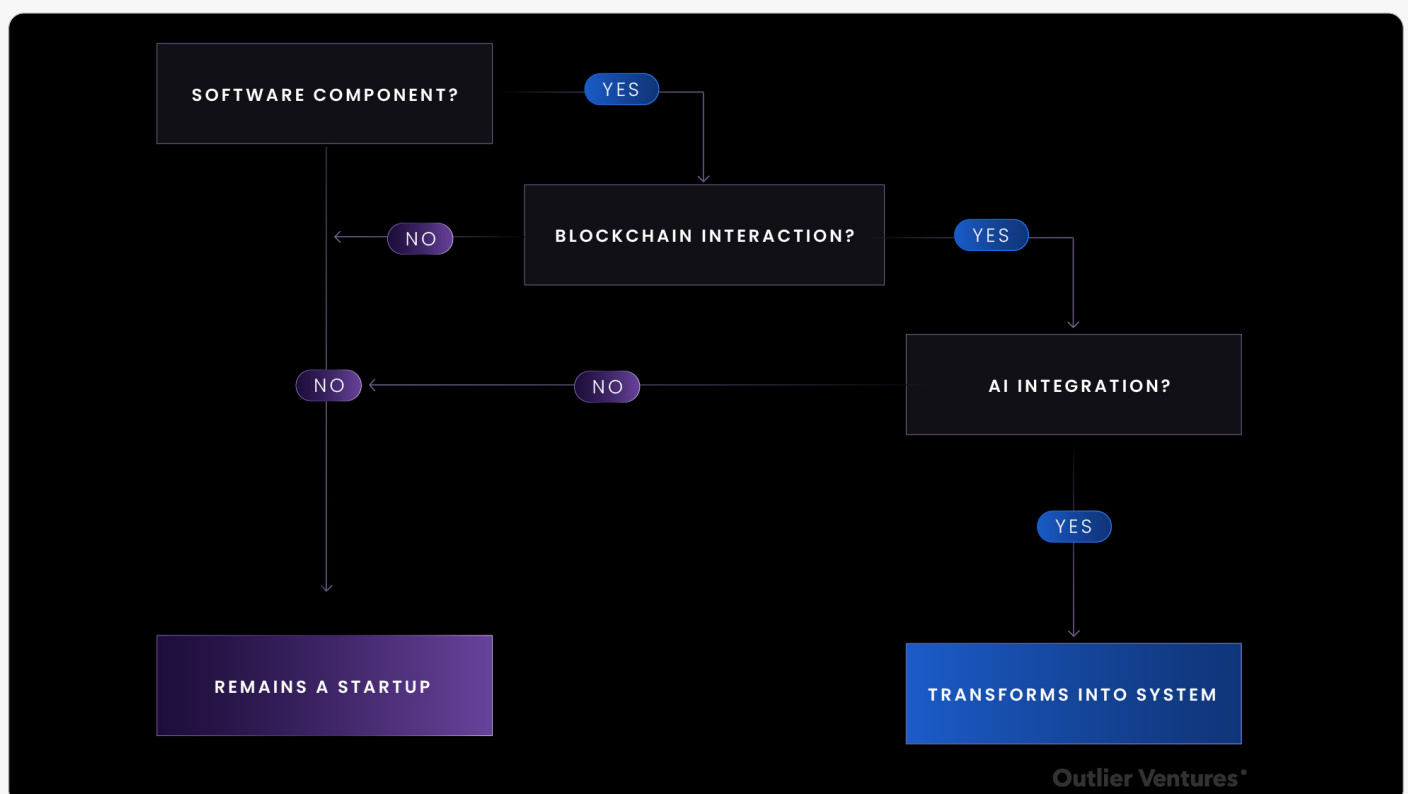 SOFTWARE COMPONENT?
YES
BLOCKCHAIN INTERACTION?
NO
YES
AI INTEGRATION?
NO
NO
YES
REMAINS A STARTUP
TRANSFORMS INTO SYSTEM
Outlier Ventures